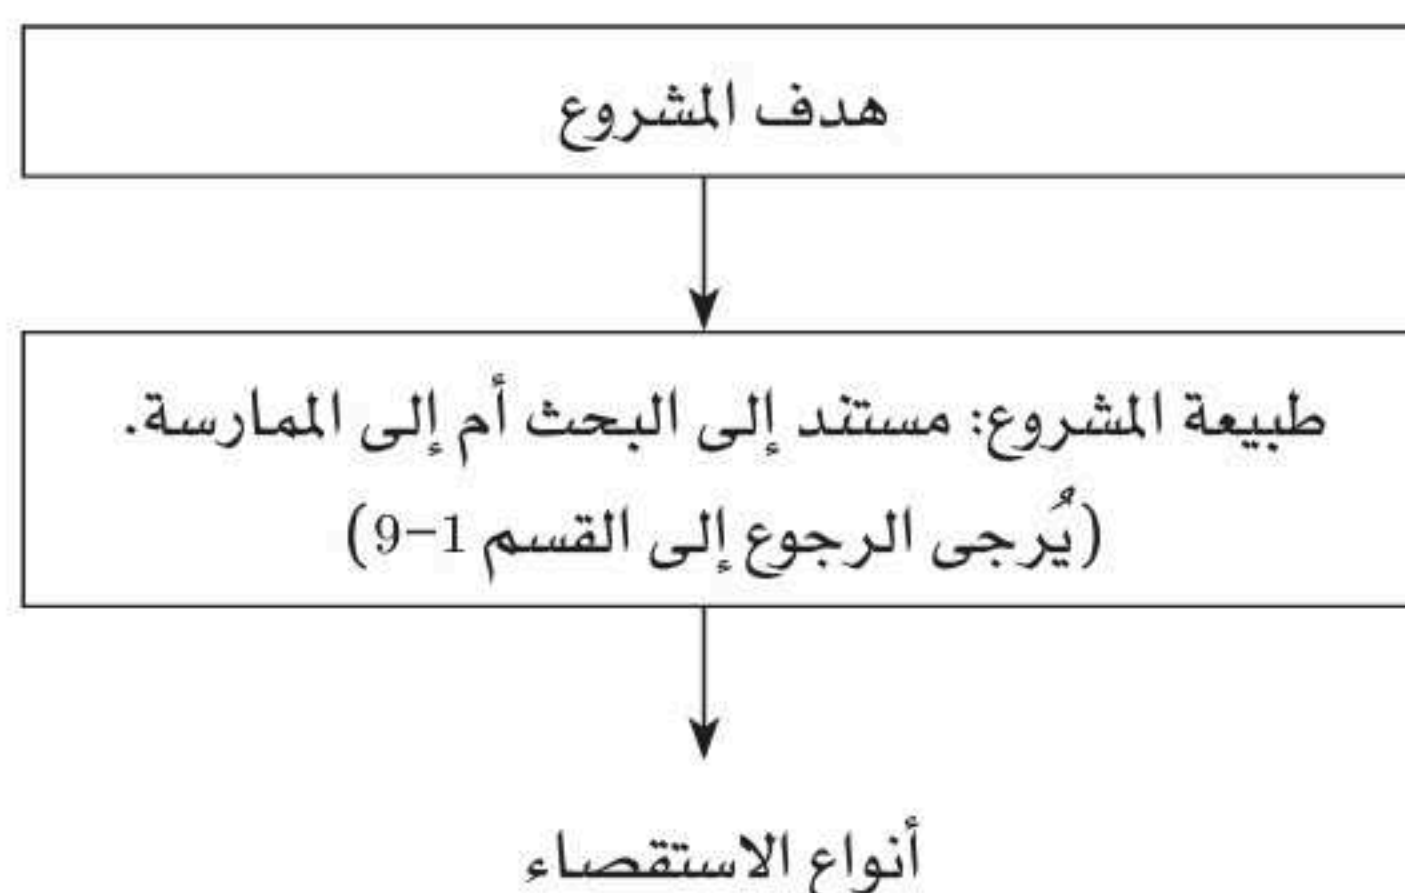 هدف المشروع
طبيعة المشروع: مستند إلى البحث أم إلى الممارسة.
(يُرجى الرجوع إلى القسم 1-9)
أنواع الاستقصاء